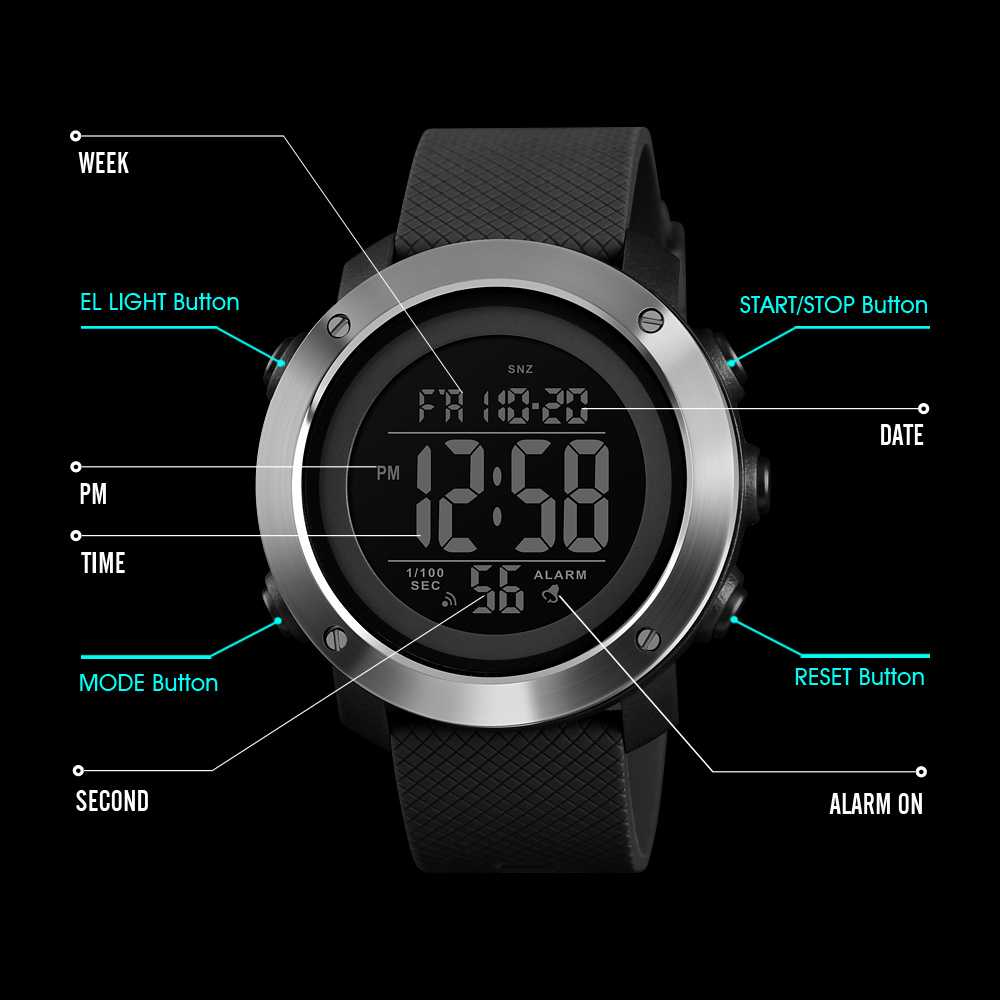 WEEK
EL LIGHT Button
START/STOP Button
SNZ
FR 110-20
DATE
PM
PM
12:58
TIME
1/100
SEC
56
ALARM
MODE Button
RESET Button
SECOND
ALARM ON